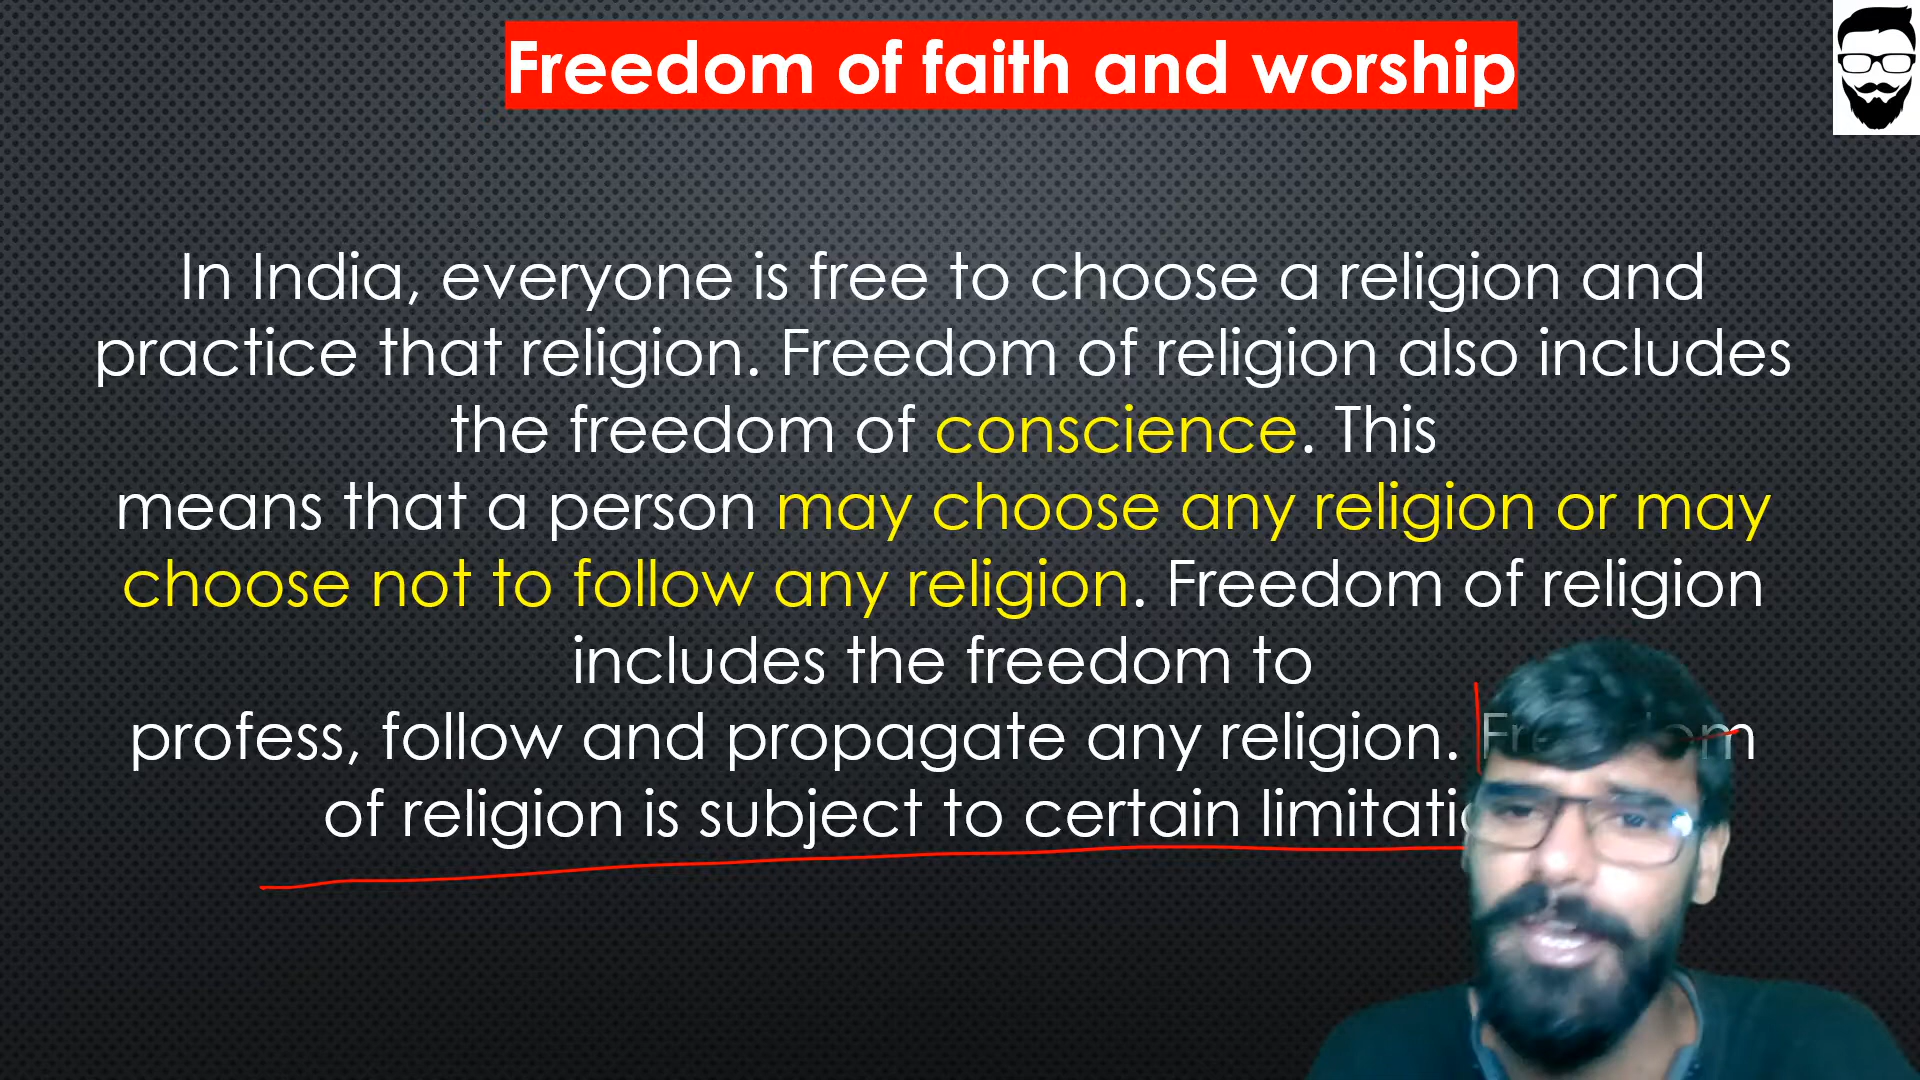 Freedom of faith and worship
In India, everyone is free to choose a religion and
practice that religion. Freedom of religion also includes
the freedom of conscience. This
means that a person may choose any religion or may
choose not to follow any religion. Freedom of religion
includes the freedom to
profess, follow and propagate any religion.
of religion is subject to certain